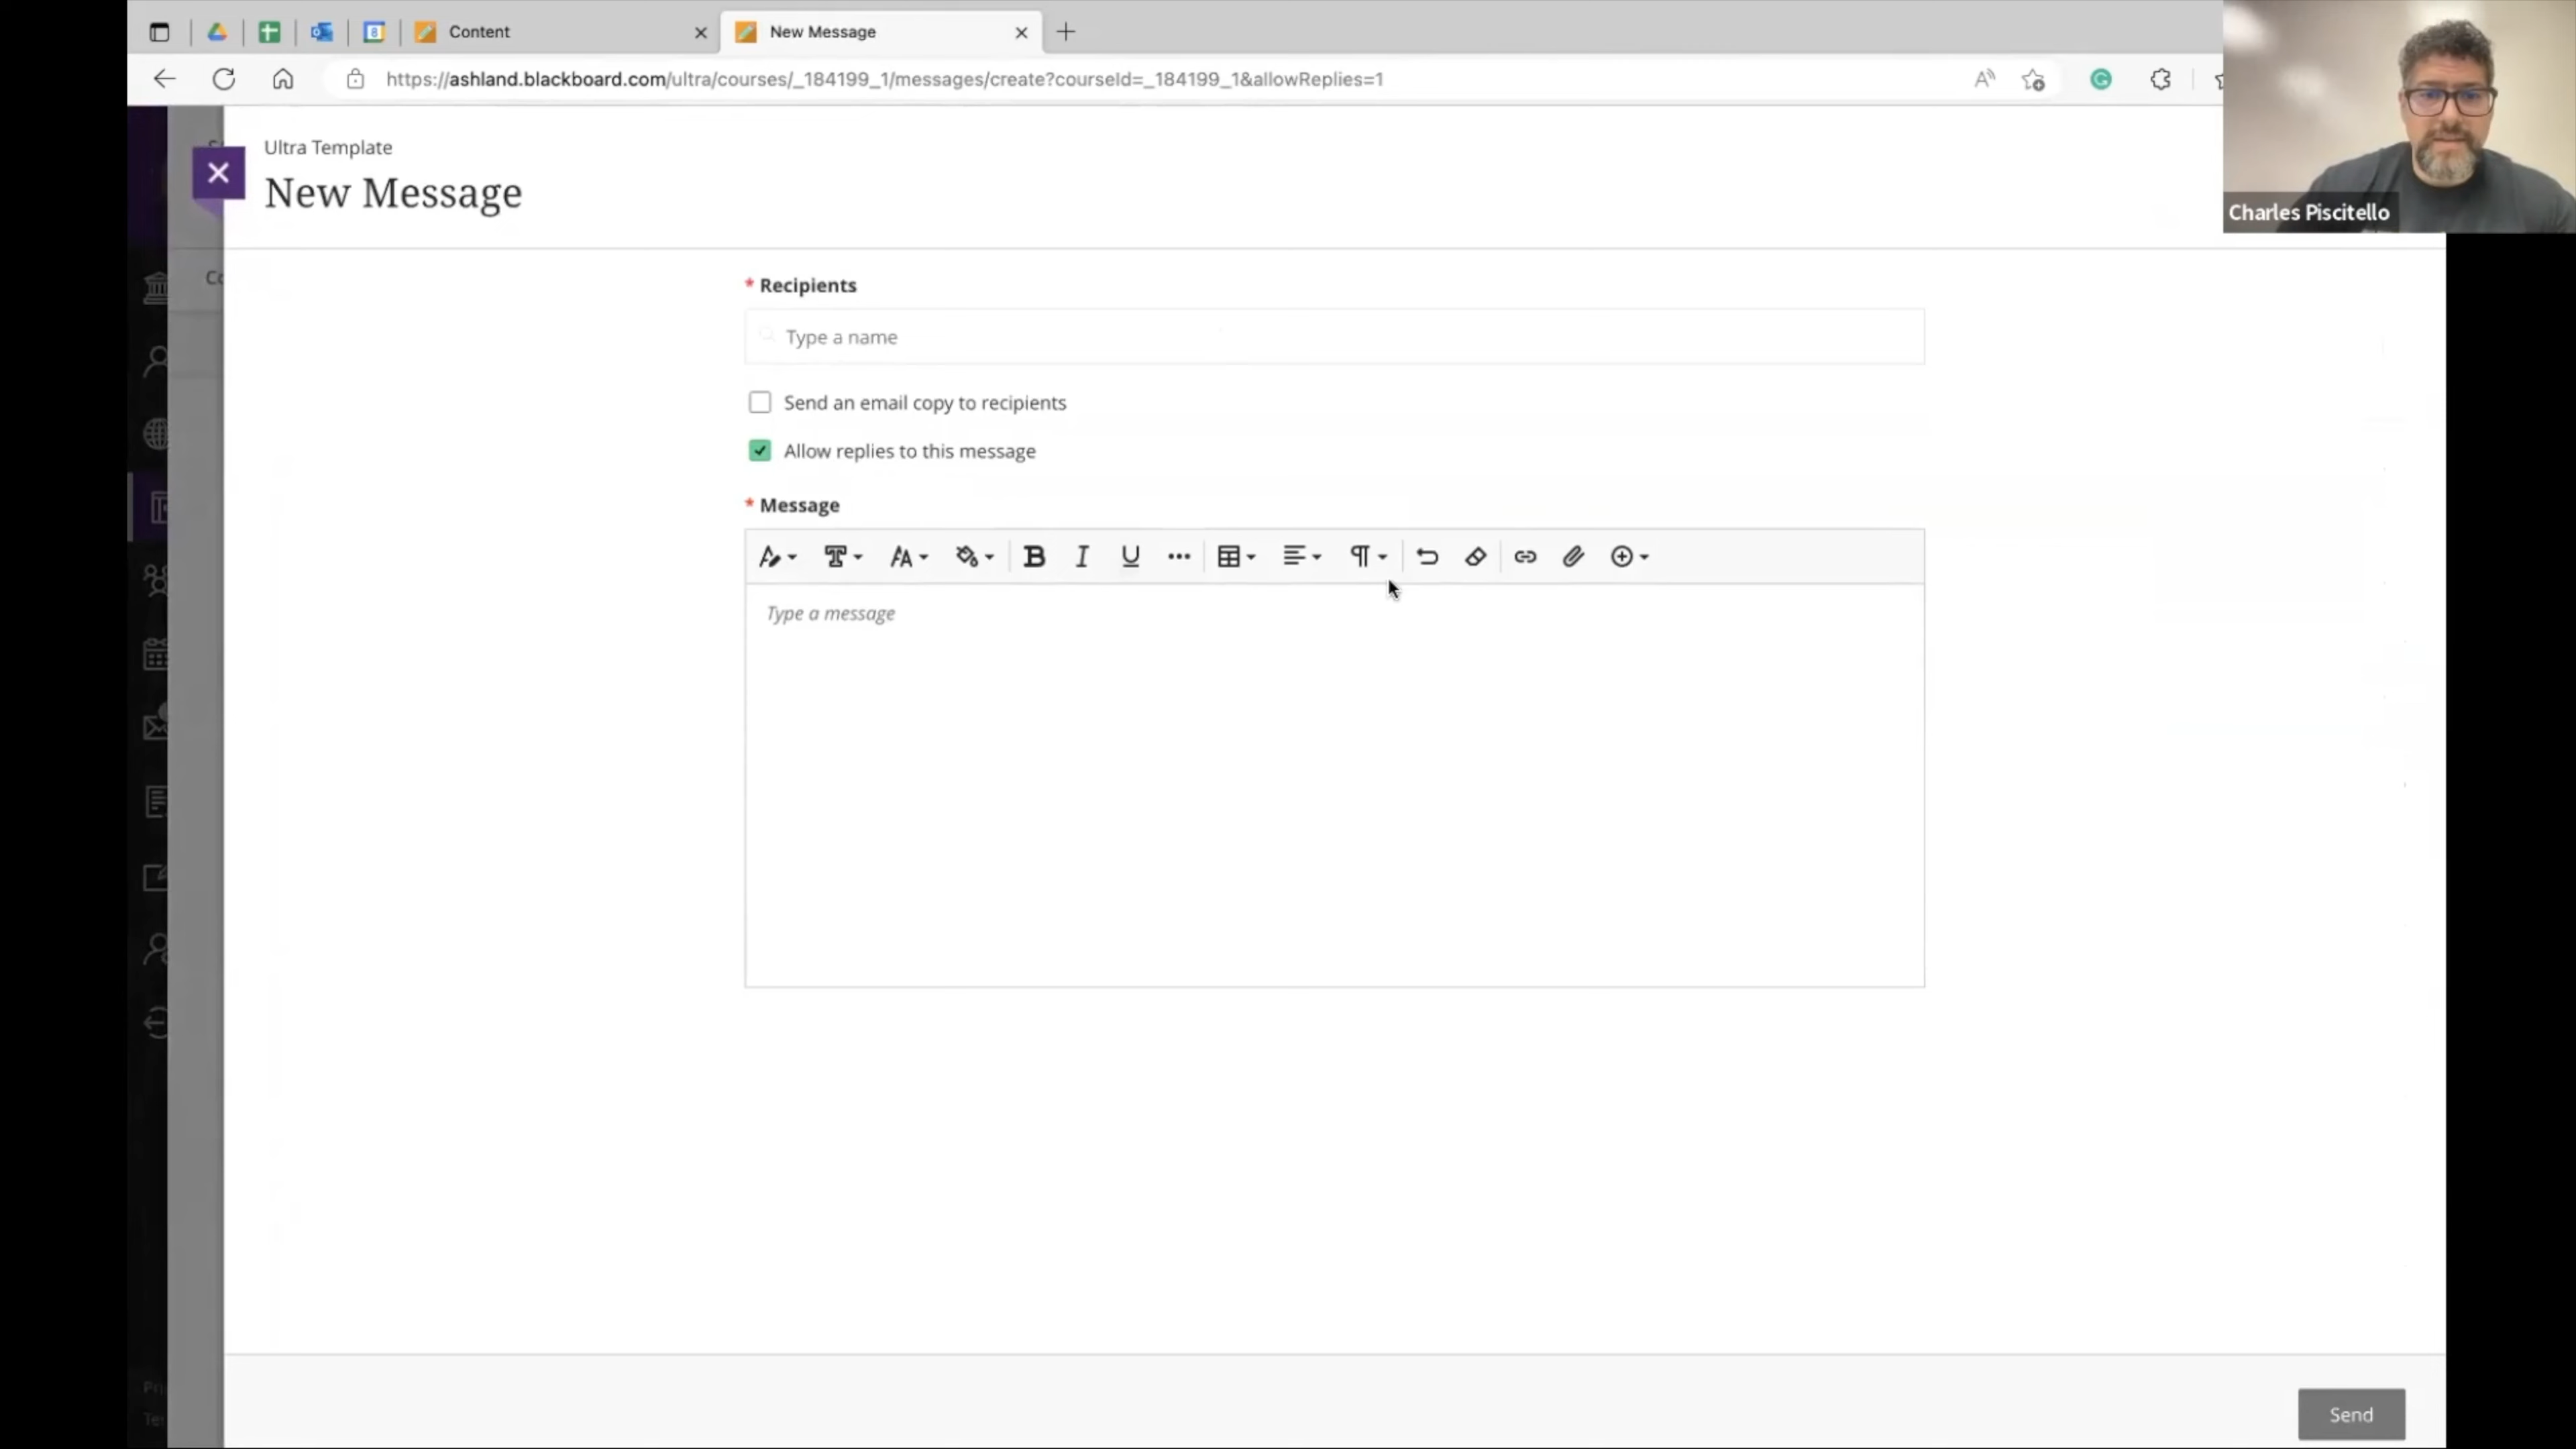 Content
New Message
https://ashland.blackboard.com/ultra/courses/_184199_1/messages/create?courseId=_184199_1&allowReplies=1
Charles Piscitello
Ultra Template
New Message
* Recipients
Type a name
Send an email copy to recipients
Allow replies to this message
* Message
B I U
Type a message
Send